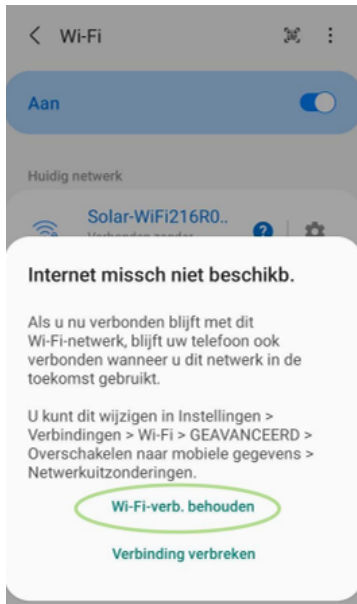 Wi-Fi
Aan
Huidig netwerk
Solar-WiFi216R0..
Verbonden zonder
Internet missch niet beschikb.
Als u nu verbonden blijft met dit
Wi-Fi-netwerk, blijft uw telefoon ook
verbonden wanneer u dit netwerk in de
toekomst gebruikt.
U kunt dit wijzigen in Instellingen >
Verbindingen > Wi-Fi > GEAVANCEERD >
Overschakelen naar mobiele gegevens >
Netwerkuitzonderingen.
Wi-Fi-verb. behouden
Verbinding verbreken